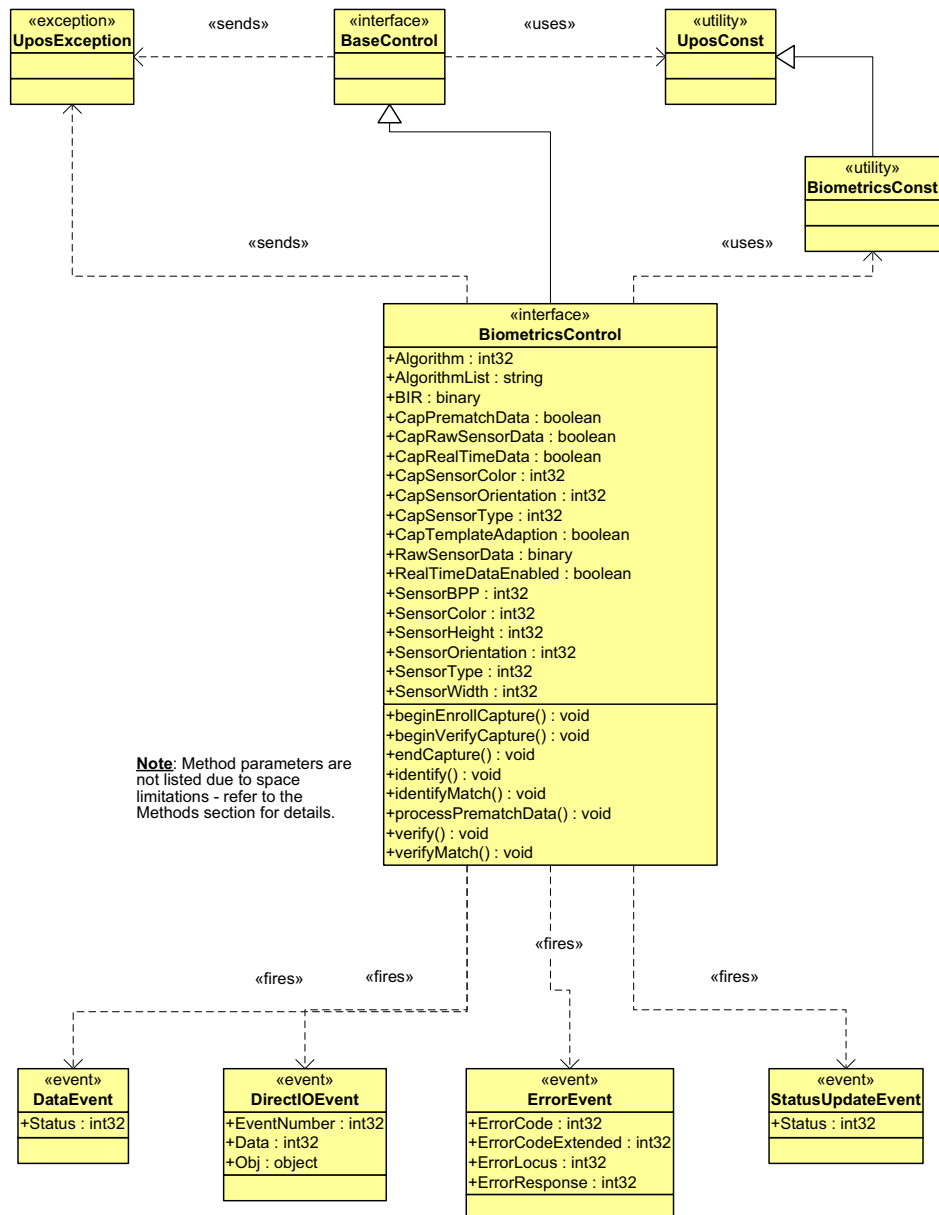 «exception»
UposException
«sends»
«interface»
BaseControl
«uses»
«utility»
UposConst
«utility»
BiometricsConst
«sends»
«uses»
«interface»
BiometricsControl
+Algorithm : int32
+AlgorithmList : string
+BIR : binary
+CapPrematchData : boolean
+CapRawSensorData : boolean
+CapRealTimeData : boolean
+CapSensorColor : int32
+CapSensorOrientation : int32
+CapSensorType : int32
+CapTemplateAdaption : boolean
+RawSensorData : binary
+RealTimeDataEnabled : boolean
+SensorBPP : int32
+SensorColor : int32
+SensorHeight : int32
+SensorOrientation : int32
+SensorType : int32
+SensorWidth : int32
+beginEnrollCapture() : void
+beginVerifyCapture() : void
+endCapture() : void
+identify() : void
+identifyMatch() : void
+processPrematchData() : void
+verify() : void
+verifyMatch() : void
Note: Method parameters are
not listed due to space
limitations - refer to the
Methods section for details.
«fires»
«fires»
«fires»
«fires»
«event»
DataEvent
+Status : int32
«event»
DirectIOEvent
+EventNumber : int32
+Data : int32
+Obj : object
«event»
ErrorEvent
+ErrorCode : int32
+ErrorCodeExtended : int32
+ErrorLocus : int32
+ErrorResponse : int32
«event»
StatusUpdateEvent
+Status : int32